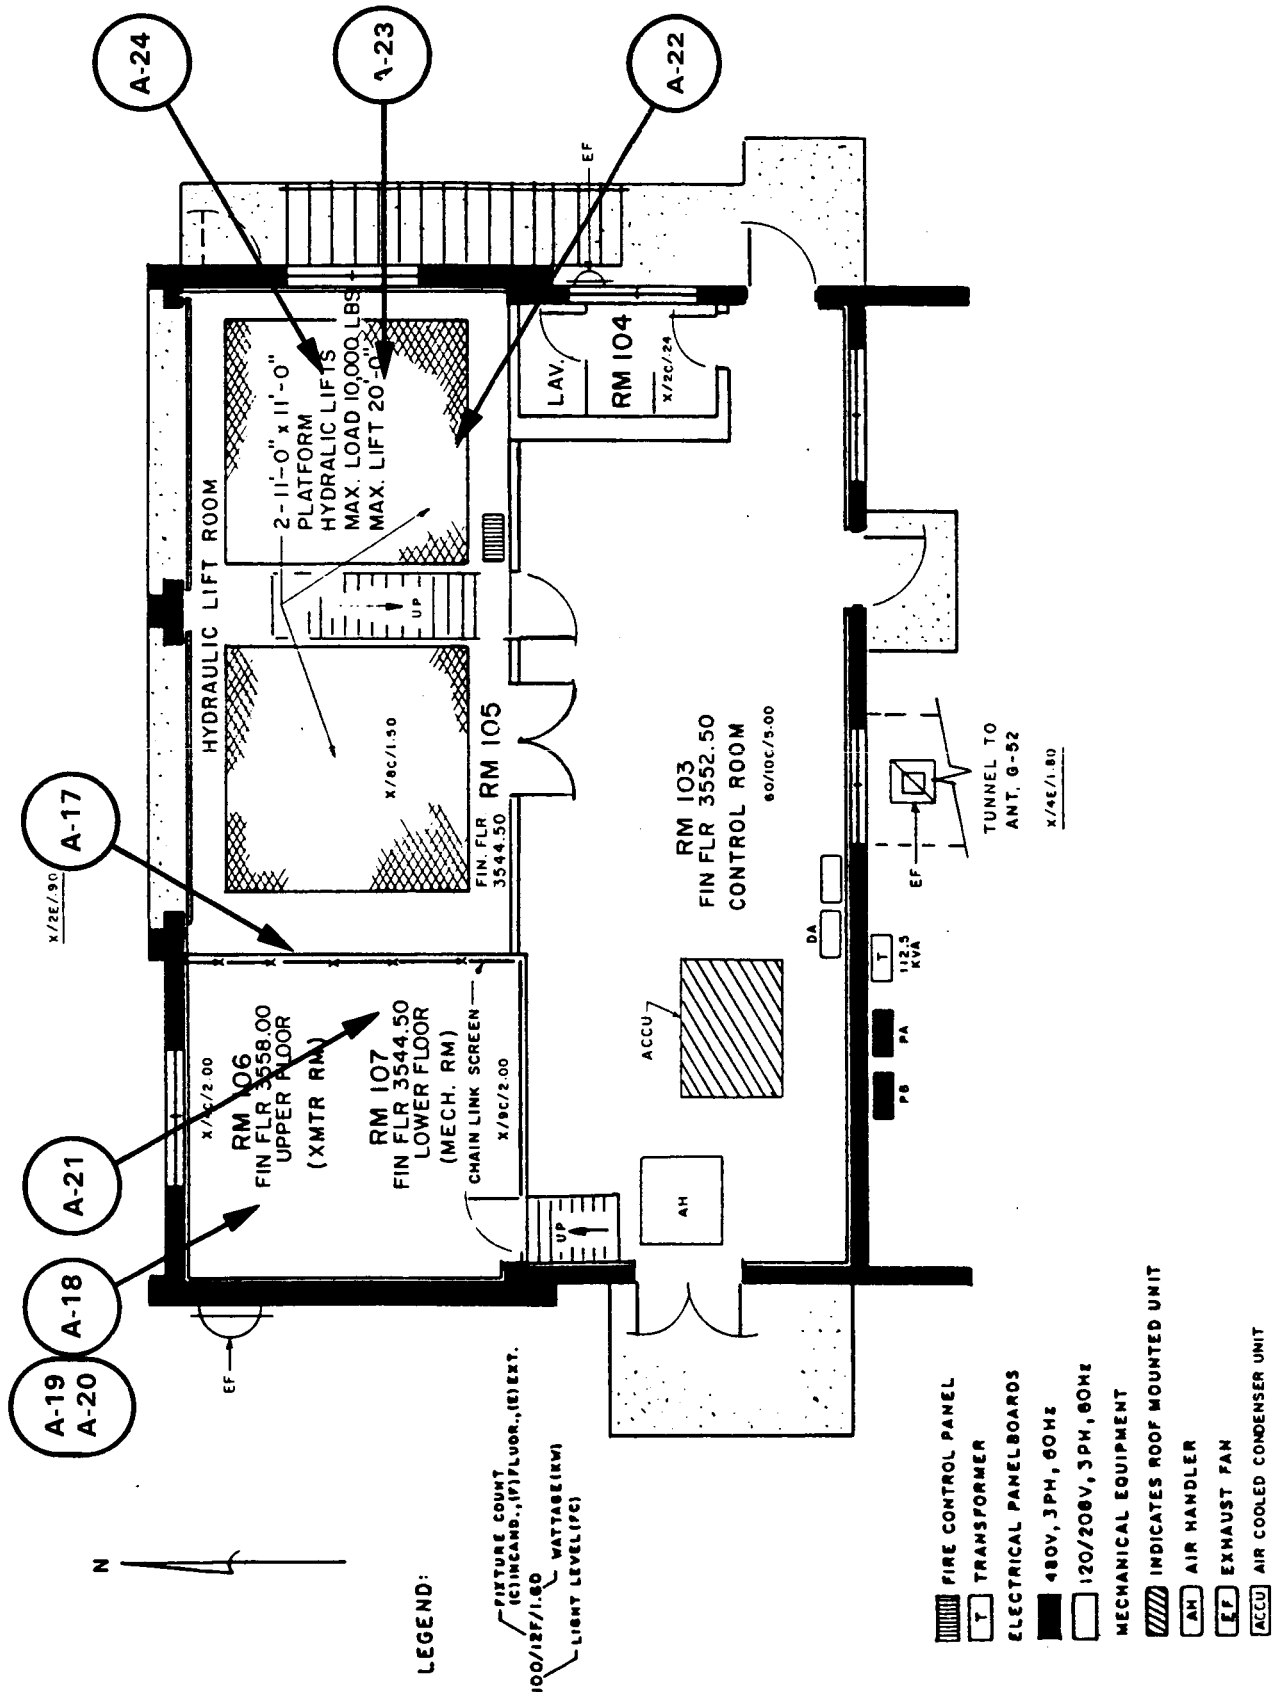 A-24
A-23
A-22
A-17
A-21
A-18
A-19
A-20
HYDRAULIC LIFT ROOM
2-11'-0" x 11'-0"
PLATFORM
HYDRALIC LIFTS
MAX. LOAD 10,000 LBS
MAX. LIFT 20'-0"
UP
X/8C/1.50
RM 105
FIN. FLR
3544.50
EF
LAV.
RM 104
X/2C/.24
X/2E/.90
X/4C/2.00
RM 106
FIN FLR 3558.00
UPPER FLOOR
(XMTR RM)
RM 107
FIN FLR 3544.50
LOWER FLOOR
(MECH. RM)
CHAIN LINK SCREEN
X/9C/2.00
RM 103
FIN FLR 3552.50
CONTROL ROOM
60/10C/5.00
ACCU
DA
UP
AH
EF
T
112.5
KVA
PA
PB
EF
TUNNEL TO
ANT. G-52
X/4E/1.80
N
LEGEND:
FIXTURE COUNT
(C)INCAND.,(F)FLUOR.,(E)EXT.
100/12F/1.60
WATTAGE(KW)
LIGHT LEVEL(FC)
FIRE CONTROL PANEL
T TRANSFORMER
ELECTRICAL PANELBOARDS
480V, 3PH, 60Hz
120/208V, 3PH, 60Hz
MECHANICAL EQUIPMENT
INDICATES ROOF MOUNTED UNIT
AH AIR HANDLER
EF EXHAUST FAN
ACCU AIR COOLED CONDENSER UNIT